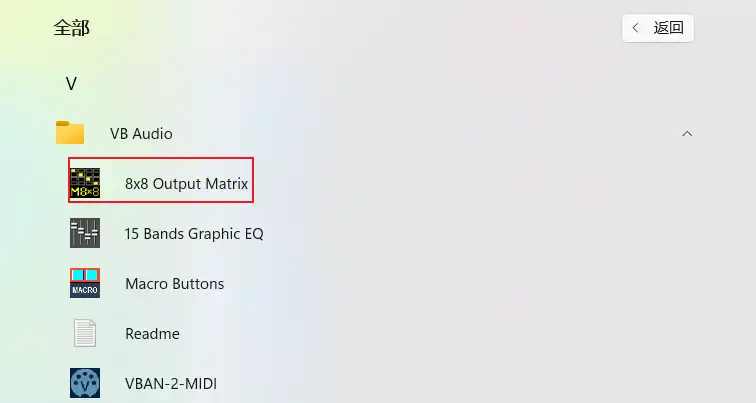 全部
返回
V
VB Audio
M8x8
8x8 Output Matrix
15 Bands Graphic EQ
MACRO
Macro Buttons
Readme
V
VBAN-2-MIDI